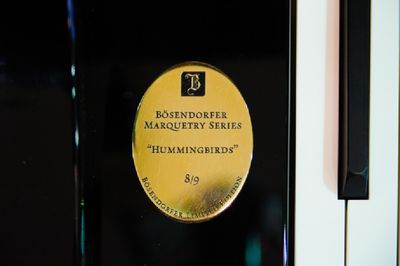 B
BÖSENDORFER
MARQUETRY SERIES
“HUMMINGBIRDS”
8/9
BÖSENDORFER LIMITED EDITION